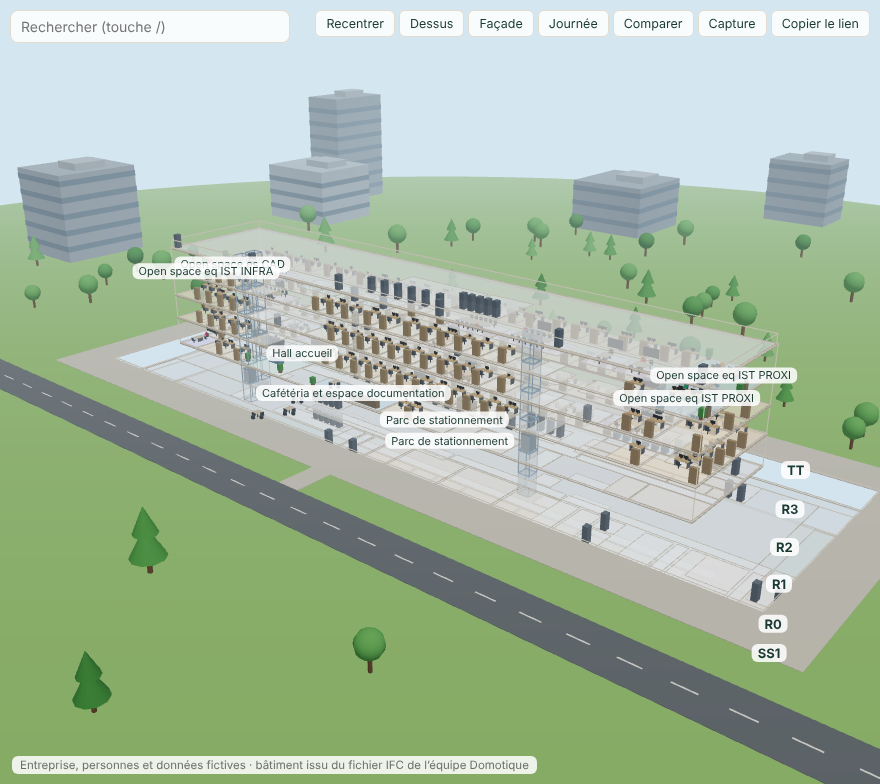 Rechercher (touche /)
Recentrer
Dessus
Façade
Journée
Comparer
Capture
Copier le lien
CAD
Open space eq IST INFRA
Hall accueil
Open space eq IST PROXI
Cafétéria et espace documentation
Open space eq IST PROXI
Parc de stationnement
Parc de stationnement
TT
R3
R2
R1
R0
SS1
Entreprise, personnes et données fictives · bâtiment issu du fichier IFC de l'équipe Domotique